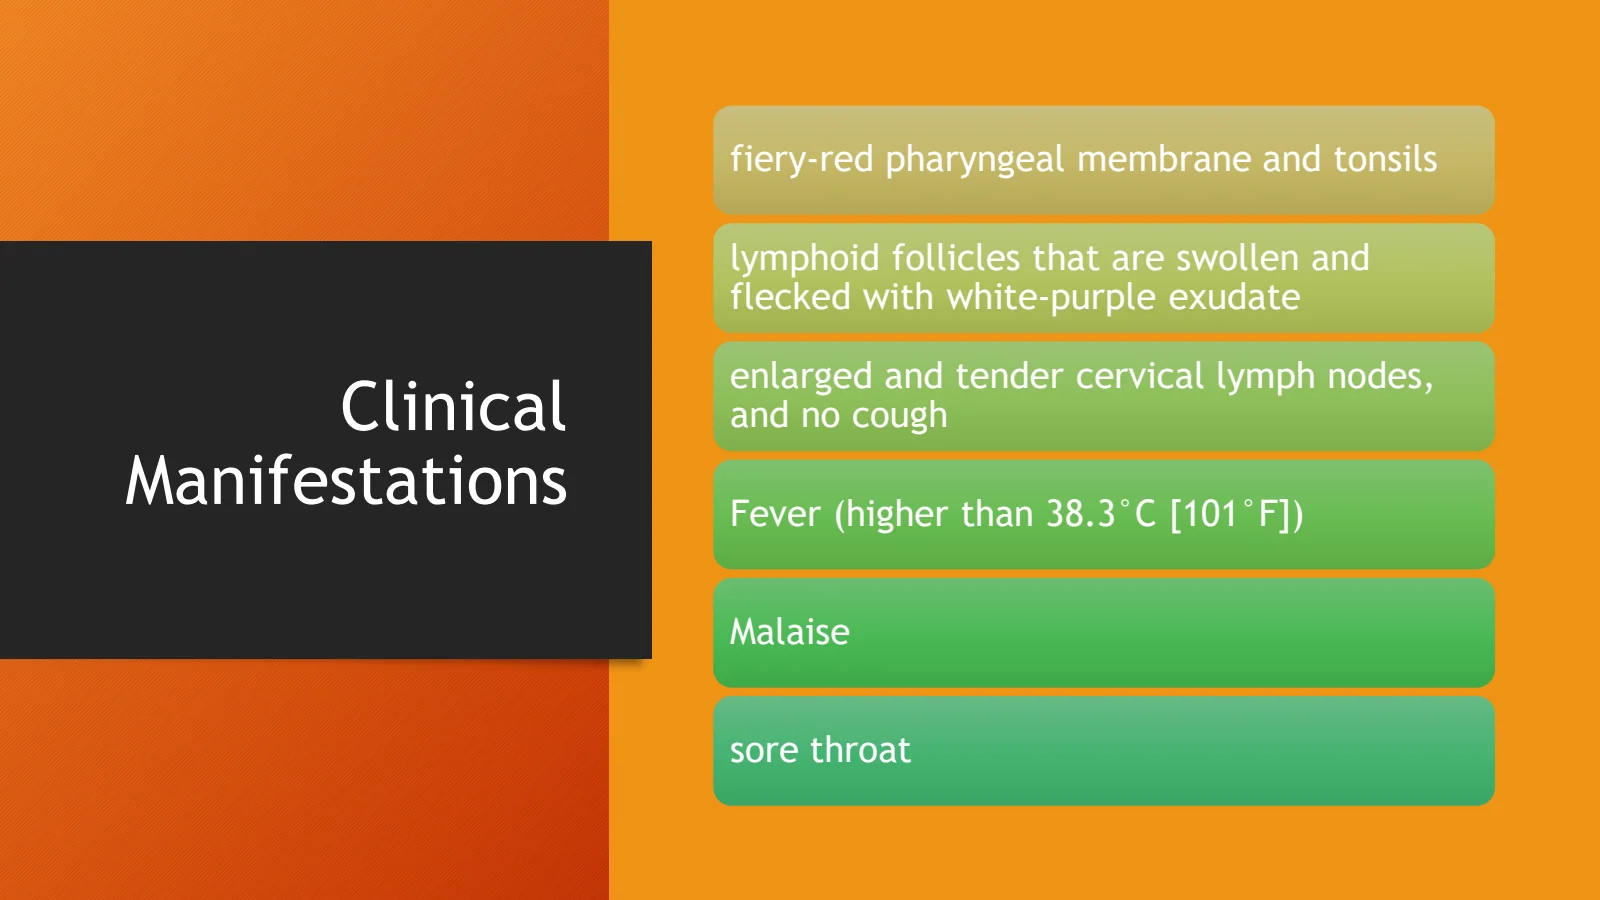 Clinical
Manifestations
fiery-red pharyngeal membrane and tonsils
lymphoid follicles that are swollen and
flecked with white-purple exudate
enlarged and tender cervical lymph nodes,
and no cough
Fever (higher than 38.3°C [101°F])
Malaise
sore throat